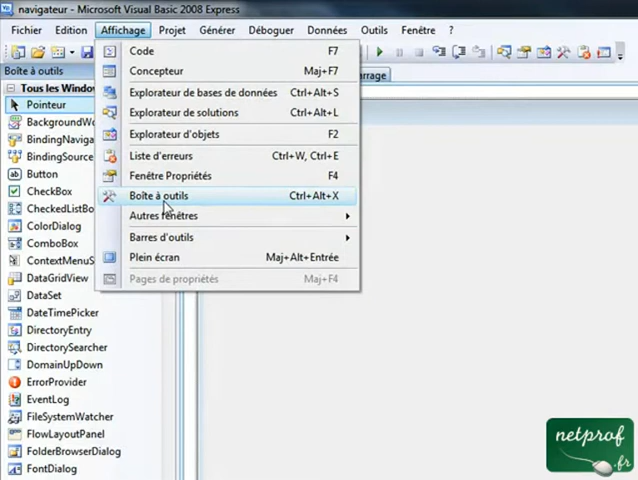 navigateur - Microsoft Visual Basic 2008 Express
Fichier Edition Affichage Projet Générer Déboguer Données Outils Fenêtre ?
Boîte à outils
Tous les Window
Pointeur
BackgroundWo
BindingNaviga
BindingSource
Button
CheckBox
CheckedListBo
ColorDialog
ComboBox
ContextMenuS
DataGridView
DataSet
DateTimePicker
DirectoryEntry
DirectorySearcher
DomainUpDown
ErrorProvider
EventLog
FileSystemWatcher
FlowLayoutPanel
FolderBrowserDialog
FontDialog
Code F7
Concepteur Maj+F7
Explorateur de bases de données Ctrl+Alt+S
Explorateur de solutions Ctrl+Alt+L
Explorateur d'objets F2
Liste d'erreurs Ctrl+W, Ctrl+E
Fenêtre Propriétés F4
Boîte à outils Ctrl+Alt+X
Autres fenêtres
Barres d'outils
Plein écran Maj+Alt+Entrée
Pages de propriétés Maj+F4
arrage
netprof
.fr